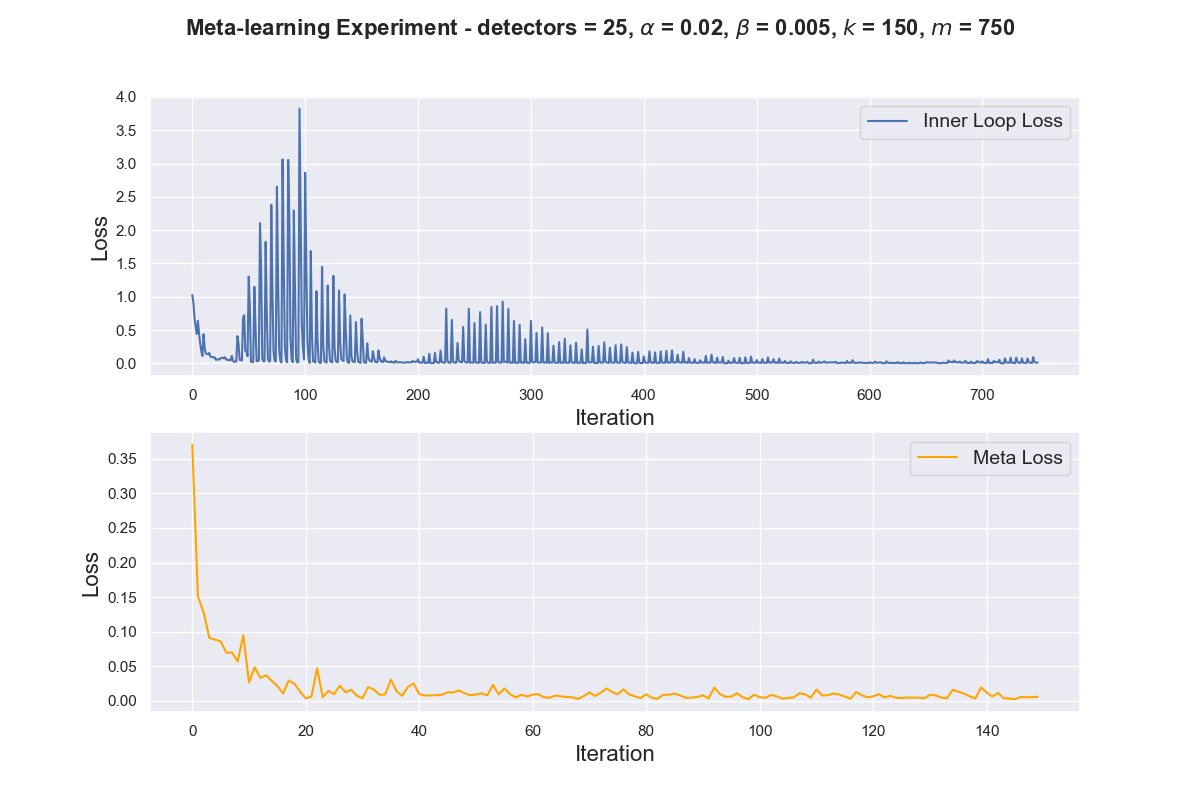 Meta-learning Experiment - detectors = 25, α = 0.02, β = 0.005, k = 150, m = 750
4.0
3.5
3.0
2.5
2.0
1.5
1.0
0.5
0.0
Loss
Inner Loop Loss
0 100 200 300 400 500 600 700
Iteration
0.35
0.30
0.25
0.20
0.15
0.10
0.05
0.00
Loss
Meta Loss
0 20 40 60 80 100 120 140
Iteration